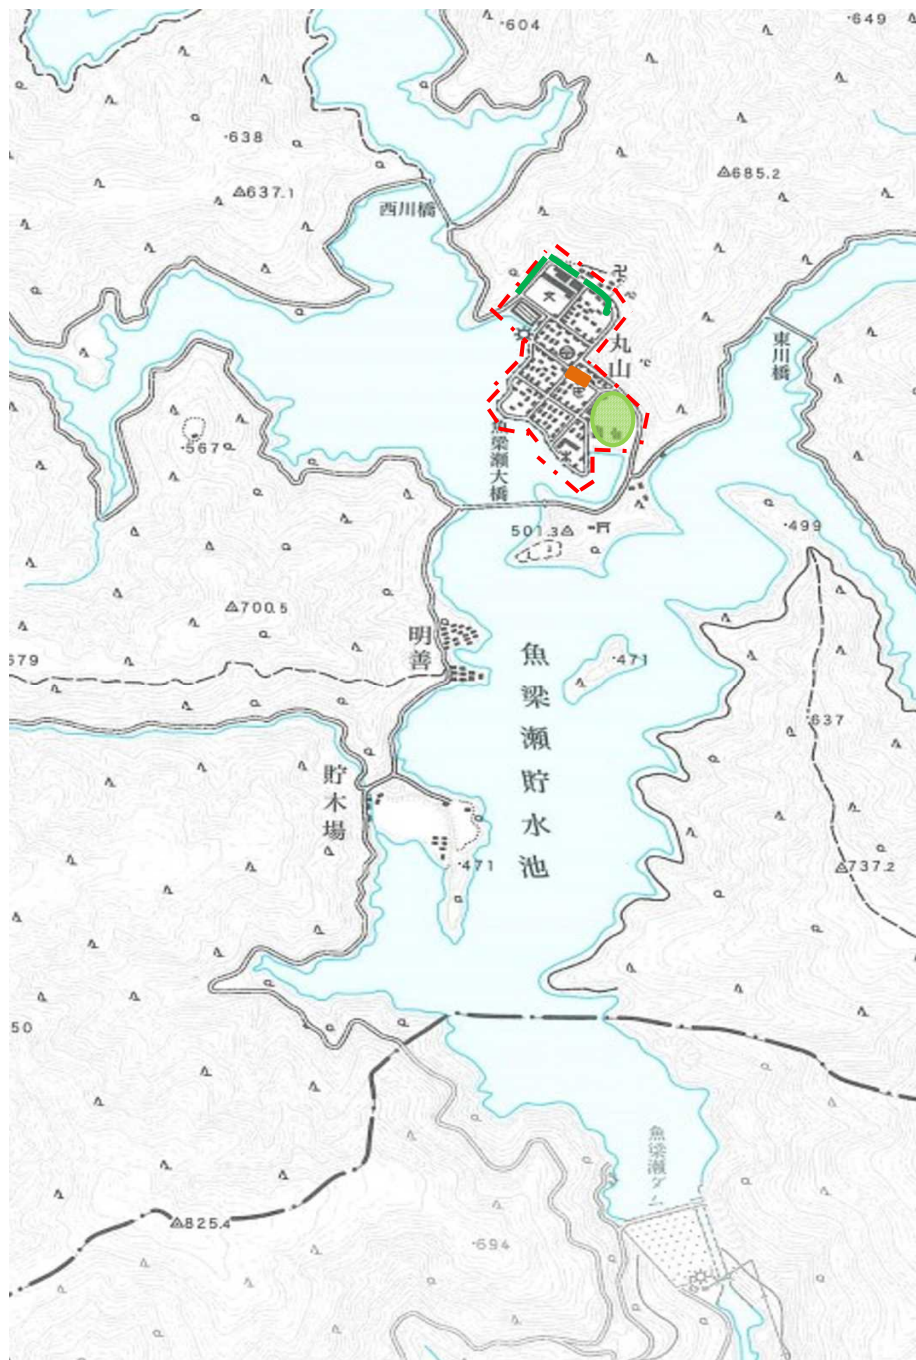 ・604
・649
・638
△637.1
△685.2
西川橋
丸山
東川橋
・567
魚梁瀬大橋
501.3△
・499
△700.5
明善
魚梁瀬貯水池
・471
579
・637
貯木場
・471
△737.2
50
魚梁瀬ダム
△825.4
・694